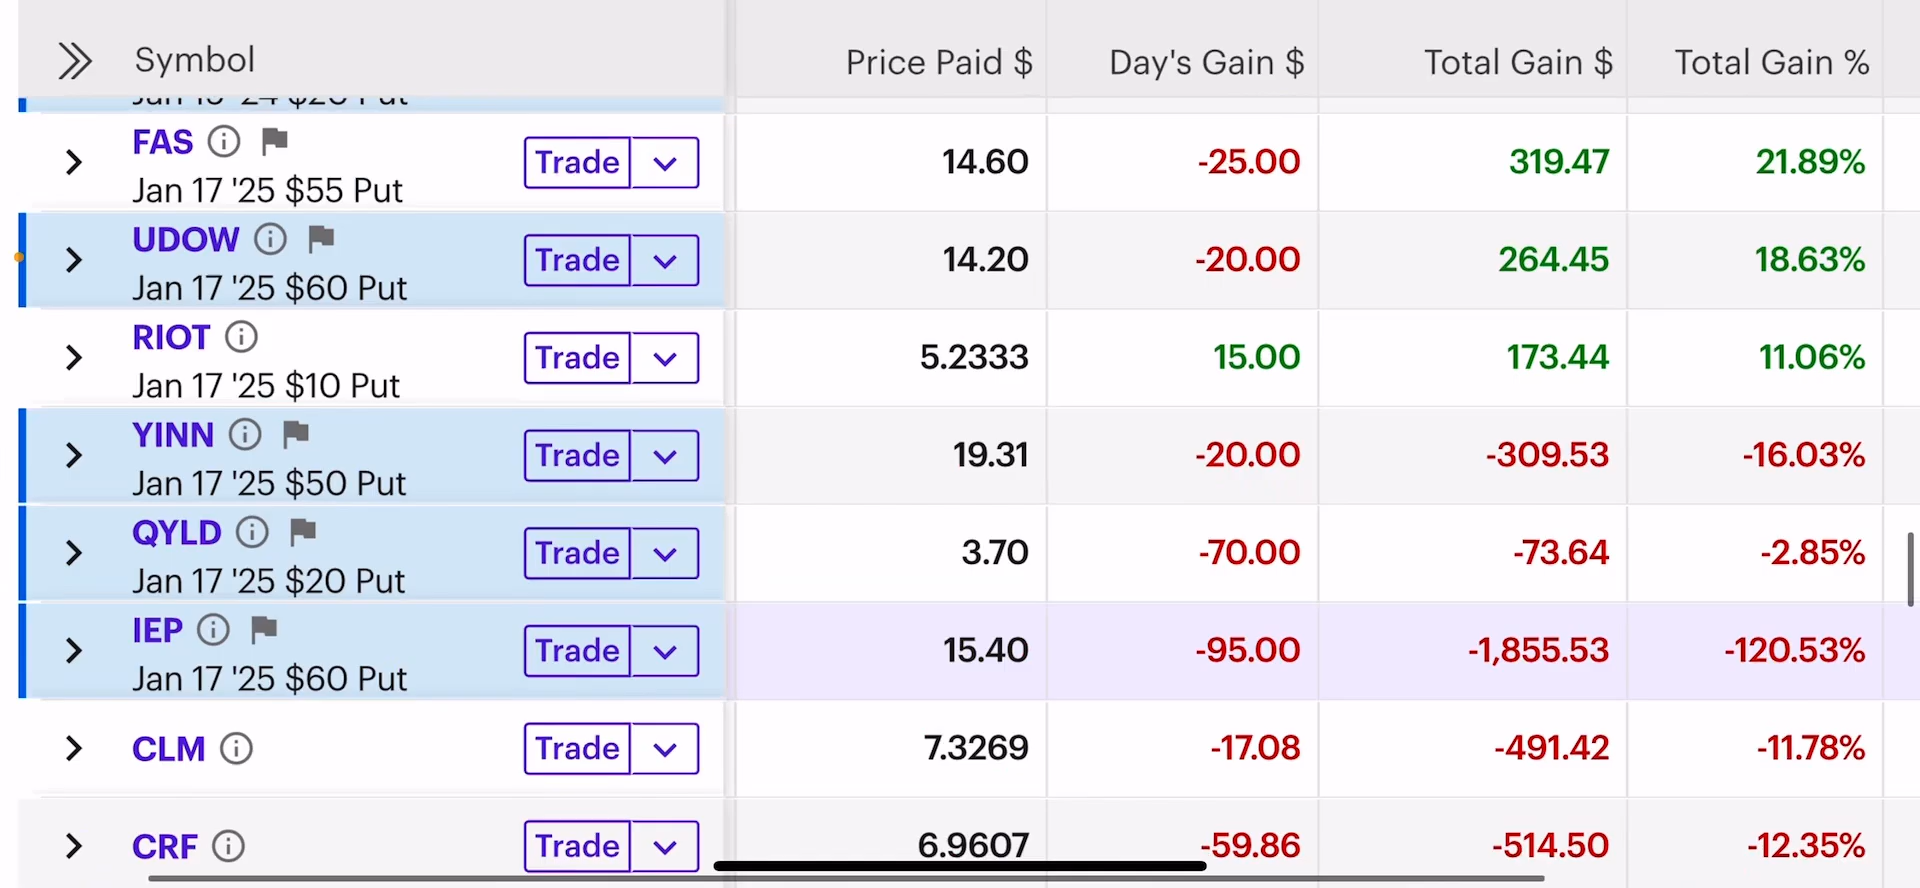 Symbol Price Paid $ Day's Gain $ Total Gain $ Total Gain %
Jan 19 '24 $20 Put
FAS
Trade 14.60 -25.00 319.47 21.89%
Jan 17 '25 $55 Put
UDOW
Trade 14.20 -20.00 264.45 18.63%
Jan 17 '25 $60 Put
RIOT
Trade 5.2333 15.00 173.44 11.06%
Jan 17 '25 $10 Put
YINN
Trade 19.31 -20.00 -309.53 -16.03%
Jan 17 '25 $50 Put
QYLD
Trade 3.70 -70.00 -73.64 -2.85%
Jan 17 '25 $20 Put
IEP
Trade 15.40 -95.00 -1,855.53 -120.53%
Jan 17 '25 $60 Put
CLM Trade 7.3269 -17.08 -491.42 -11.78%
CRF Trade 6.9607 -59.86 -514.50 -12.35%